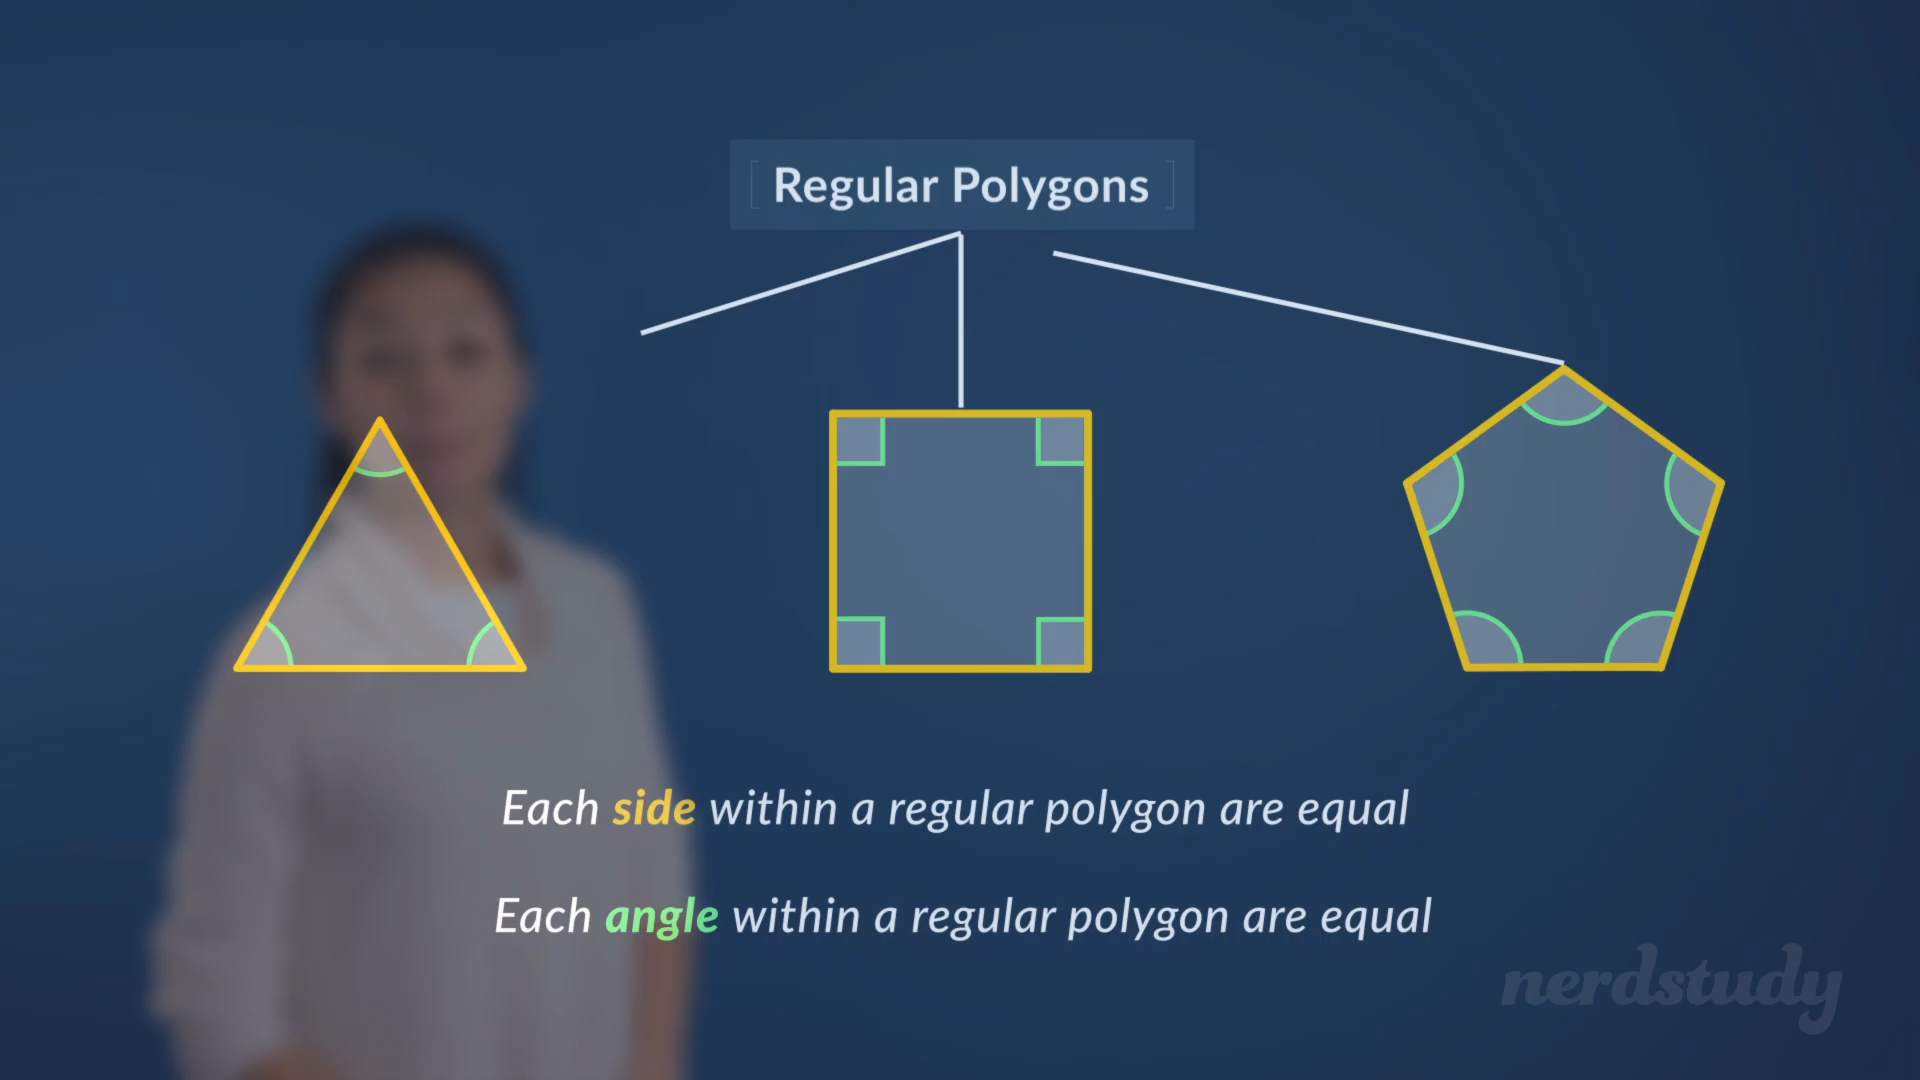 [ Regular Polygons ]
Each side within a regular polygon are equal
Each angle within a regular polygon are equal
nerdstudy